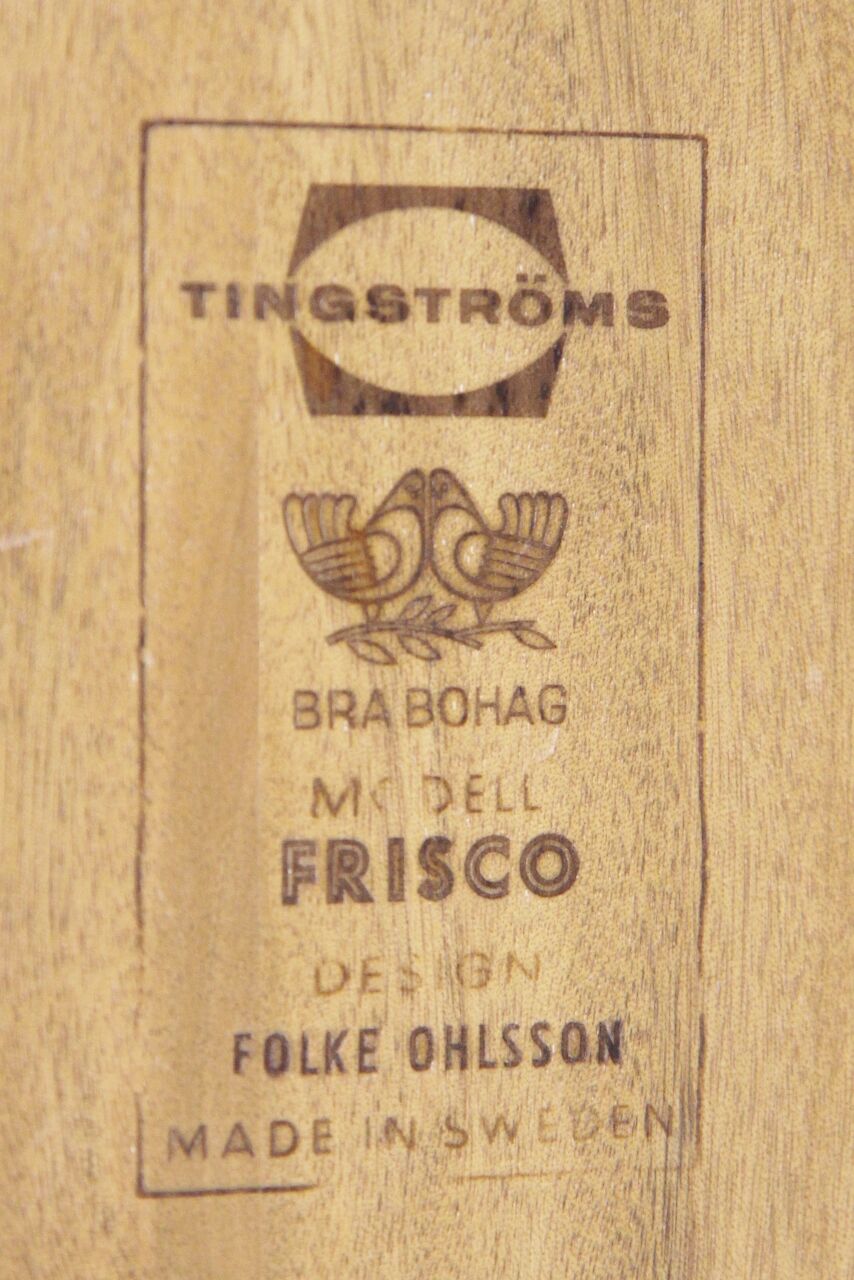 TINGSTRÖMS
BRA BOHAG
MODELL
FRISCO
DESIGN
FOLKE OHLSSON
MADE IN SWEDEN